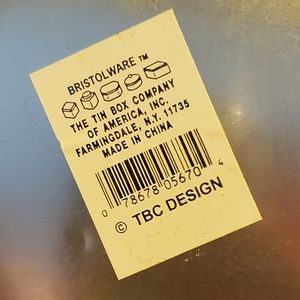 BRISTOLWARE™
THE TIN BOX COMPANY
OF AMERICA, INC.
FARMINGDALE, N.Y. 11735
MADE IN CHINA
0 78678 05670 4
© TBC DESIGN